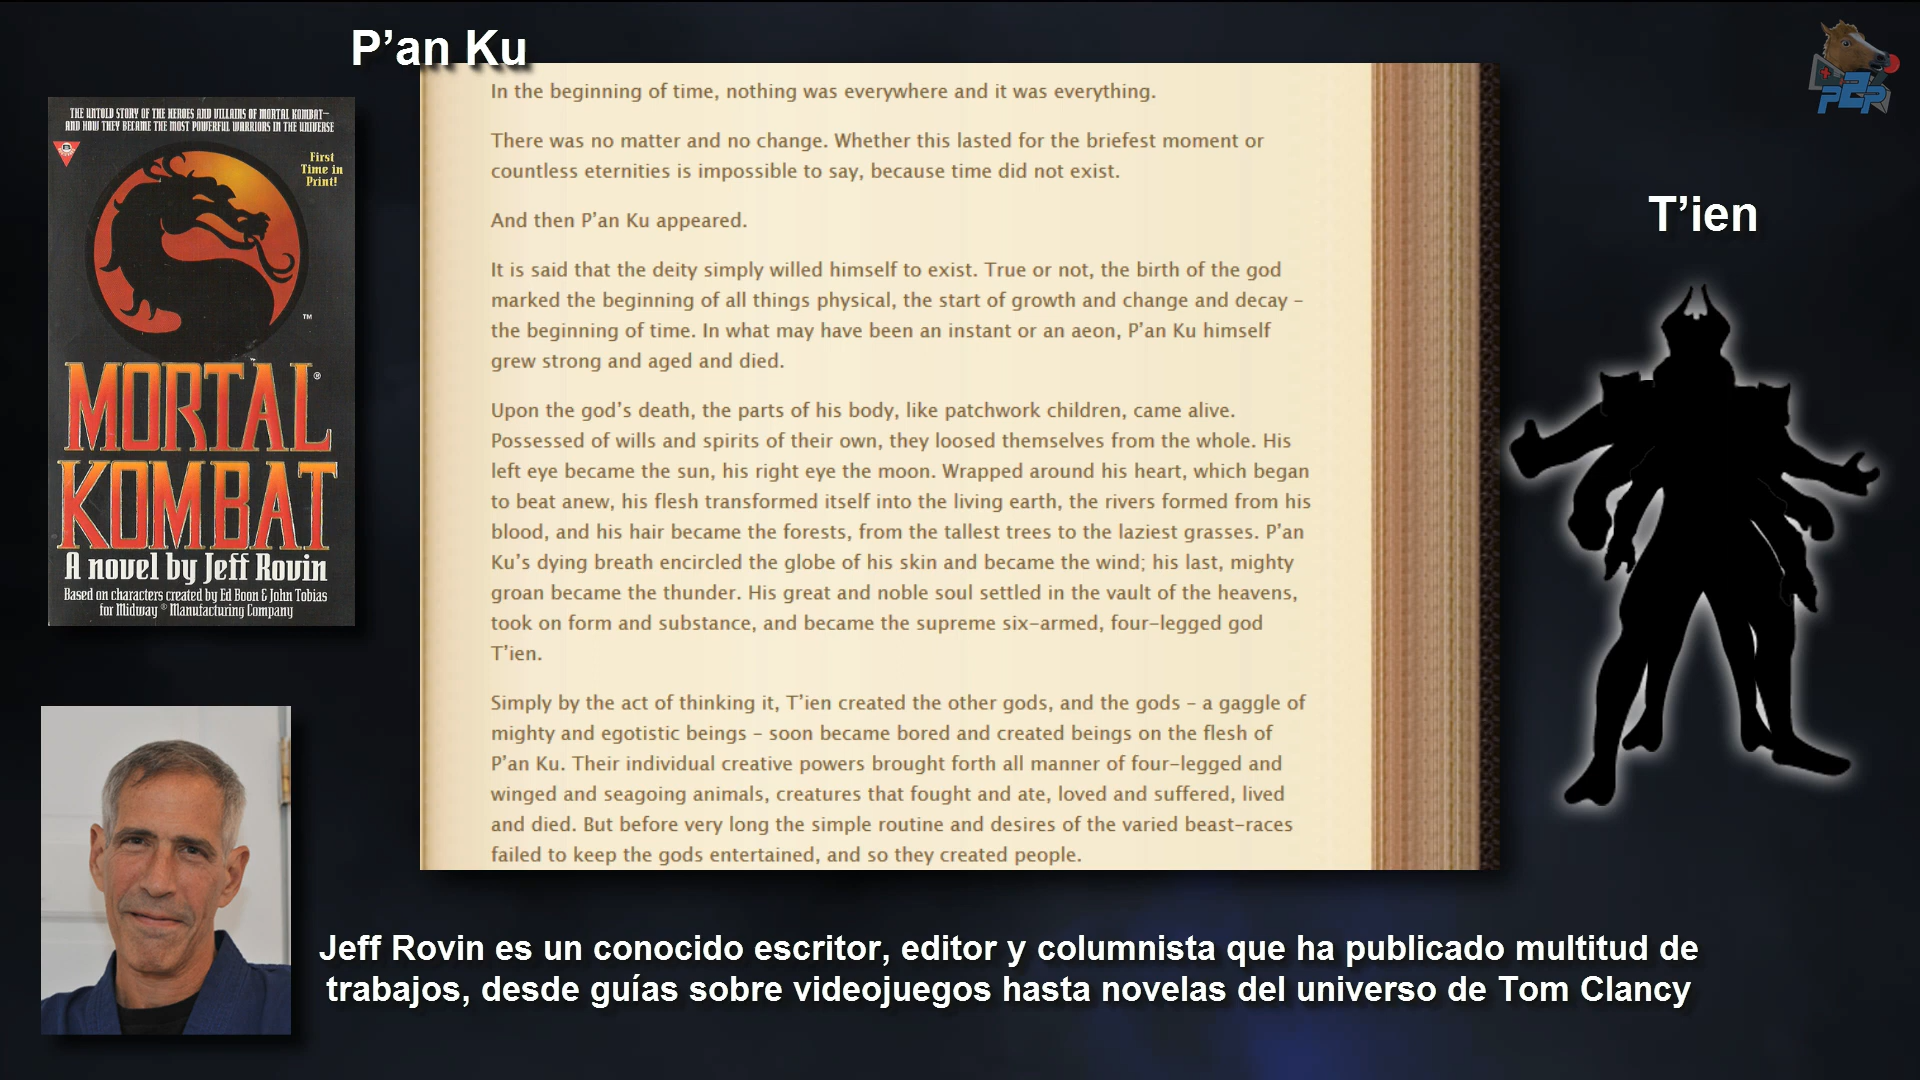 P’an Ku
THE UNTOLD STORY OF THE HEROES AND VILLAINS OF MORTAL KOMBAT—
AND HOW THEY BECAME THE MOST POWERFUL WARRIORS IN THE UNIVERSE
First
Time in
Print!
TM
MORTAL®
KOMBAT
A novel by Jeff Rovin
Based on characters created by Ed Boon & John Tobias
for Midway® Manufacturing Company
In the beginning of time, nothing was everywhere and it was everything.
There was no matter and no change. Whether this lasted for the briefest moment or
countless eternities is impossible to say, because time did not exist.
And then P’an Ku appeared.
It is said that the deity simply willed himself to exist. True or not, the birth of the god
marked the beginning of all things physical, the start of growth and change and decay –
the beginning of time. In what may have been an instant or an aeon, P’an Ku himself
grew strong and aged and died.
Upon the god’s death, the parts of his body, like patchwork children, came alive.
Possessed of wills and spirits of their own, they loosed themselves from the whole. His
left eye became the sun, his right eye the moon. Wrapped around his heart, which began
to beat anew, his flesh transformed itself into the living earth, the rivers formed from his
blood, and his hair became the forests, from the tallest trees to the laziest grasses. P’an
Ku’s dying breath encircled the globe of his skin and became the wind; his last, mighty
groan became the thunder. His great and noble soul settled in the vault of the heavens,
took on form and substance, and became the supreme six-armed, four-legged god
T’ien.
Simply by the act of thinking it, T’ien created the other gods, and the gods – a gaggle of
mighty and egotistic beings – soon became bored and created beings on the flesh of
P’an Ku. Their individual creative powers brought forth all manner of four-legged and
winged and seagoing animals, creatures that fought and ate, loved and suffered, lived
and died. But before very long the simple routine and desires of the varied beast-races
failed to keep the gods entertained, and so they created people.
T’ien
P2P
Jeff Rovin es un conocido escritor, editor y columnista que ha publicado multitud de
trabajos, desde guías sobre videojuegos hasta novelas del universo de Tom Clancy